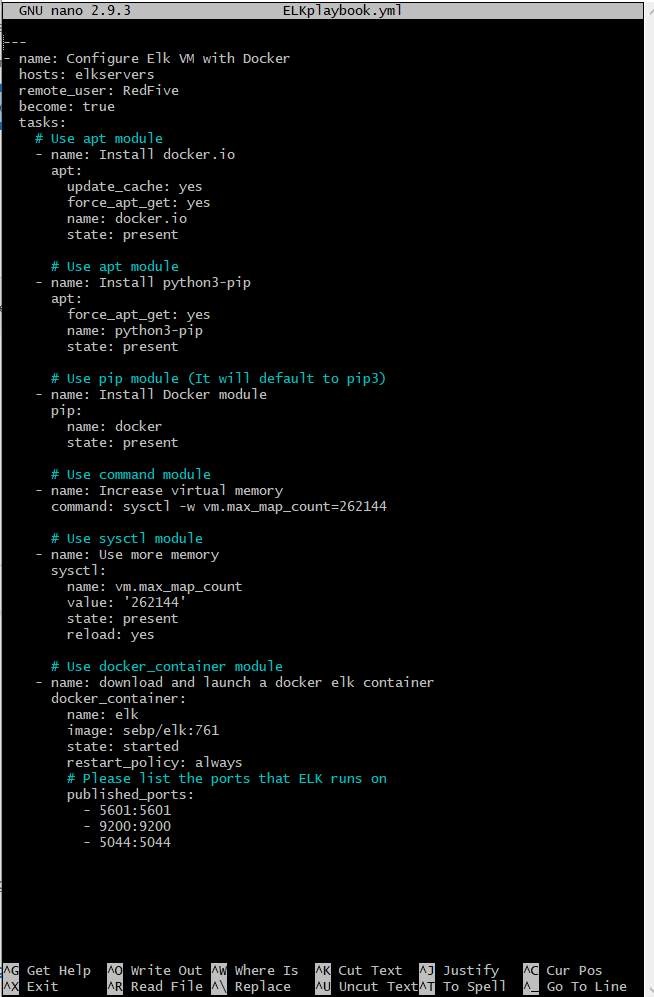 GNU nano 2.9.3 ELKplaybook.yml
---
- name: Configure Elk VM with Docker
  hosts: elkservers
  remote_user: RedFive
  become: true
  tasks:
    # Use apt module
    - name: Install docker.io
      apt:
        update_cache: yes
        force_apt_get: yes
        name: docker.io
        state: present
      # Use apt module
    - name: Install python3-pip
      apt:
        force_apt_get: yes
        name: python3-pip
        state: present
      # Use pip module (It will default to pip3)
    - name: Install Docker module
      pip:
        name: docker
        state: present
      # Use command module
    - name: Increase virtual memory
      command: sysctl -w vm.max_map_count=262144
      # Use sysctl module
    - name: Use more memory
      sysctl:
        name: vm.max_map_count
        value: '262144'
        state: present
        reload: yes
      # Use docker_container module
    - name: download and launch a docker elk container
      docker_container:
        name: elk
        image: sebp/elk:761
        state: started
        restart_policy: always
        # Please list the ports that ELK runs on
        published_ports:
          - 5601:5601
          - 9200:9200
          - 5044:5044
^G Get Help ^O Write Out ^W Where Is ^K Cut Text ^J Justify ^C Cur Pos
^X Exit ^R Read File ^\ Replace ^U Uncut Text ^T To Spell ^_ Go To Line